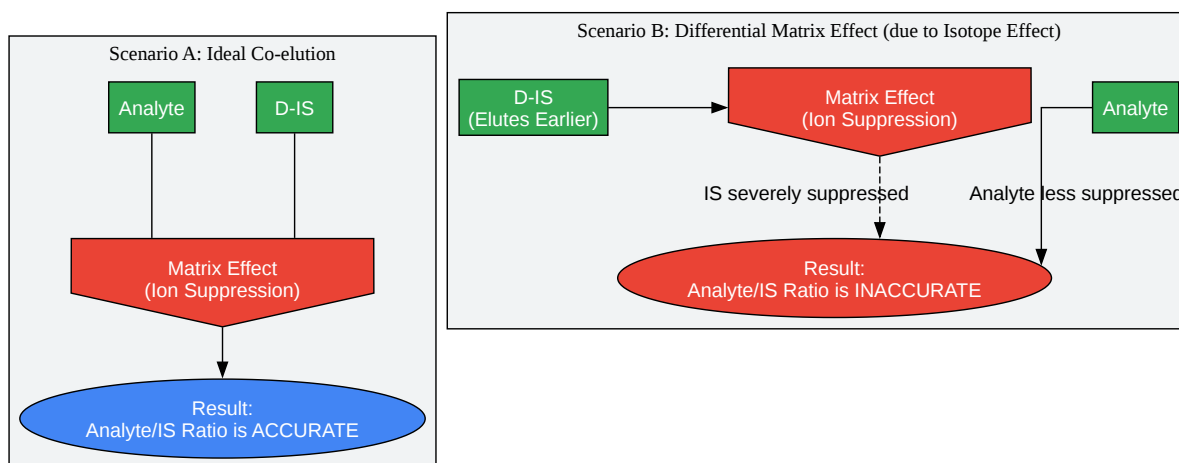 Scenario A: Ideal Co-elution
Analyte
D-IS
Matrix Effect
(Ion Suppression)
Result:
Analyte/IS Ratio is ACCURATE
Scenario B: Differential Matrix Effect (due to Isotope Effect)
D-IS
(Elutes Earlier)
Matrix Effect
(Ion Suppression)
Analyte
IS severely suppressed
Analyte less suppressed
Result:
Analyte/IS Ratio is INACCURATE